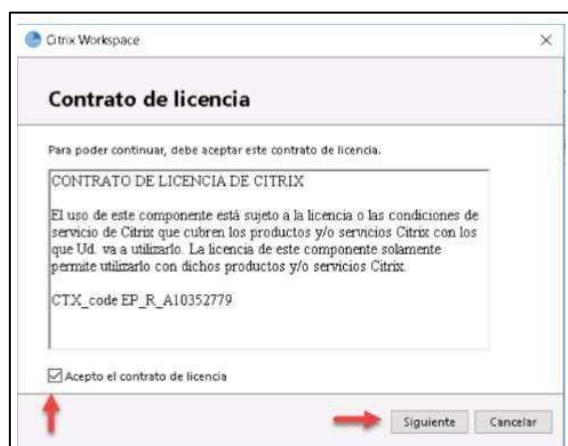 Citrix Workspace
Contrato de licencia
Para poder continuar, debe aceptar este contrato de licencia.
CONTRATO DE LICENCIA DE CITRIX
El uso de este componente está sujeto a la licencia o las condiciones de
servicio de Citrix que cubren los productos y/o servicios Citrix con los
que Ud. va a utilizarlo. La licencia de este componente solamente
permite utilizarlo con dichos productos y/o servicios Citrix.
CTX_code EP_R_A10352779
Acepto el contrato de licencia
Siguiente Cancelar